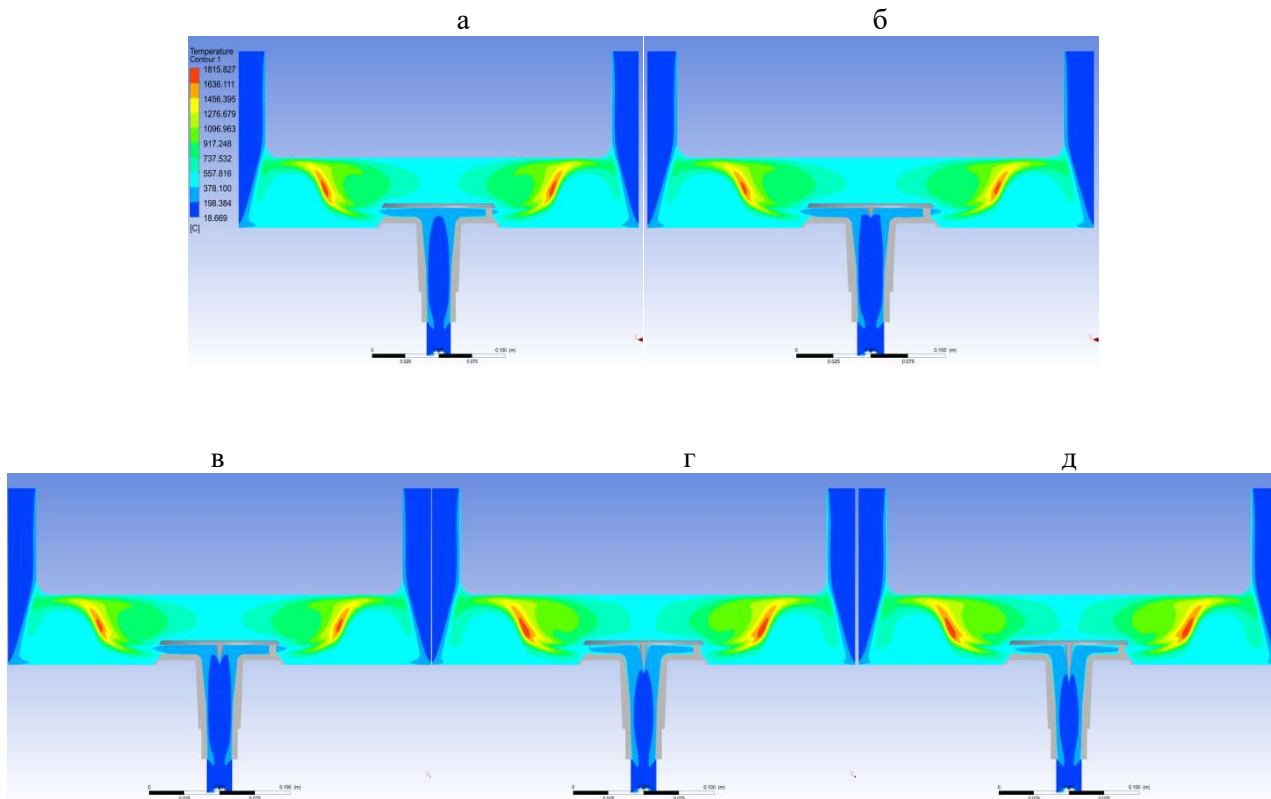 а
б
Temperature
Contour 1
1815.827
1636.111
1456.395
1276.679
1096.963
917.248
737.532
557.816
378.100
198.384
18.669
[C]
0 0.100 (m)
0.025 0.075
0 0.100 (m)
0.025 0.075
в
г
д
0 0.100 (m)
0 0.100 (m)
0 0.100 (m)